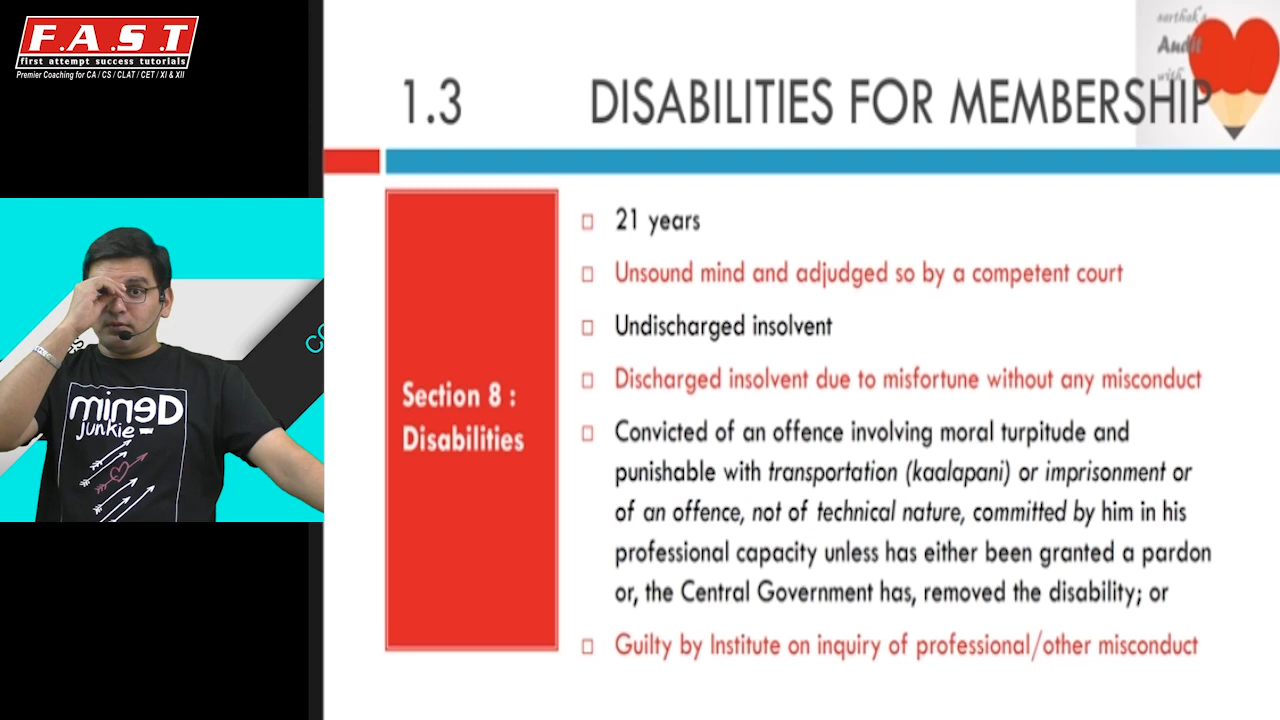 F.A.S.T
first attempt success tutorials
Premier Coaching for CA / CS / CLAT / CET / XI & XII
sarthak's
Audit
with
1.3 DISABILITIES FOR MEMBERSHIP
Section 8 :
Disabilities
21 years
Unsound mind and adjudged so by a competent court
Undischarged insolvent
Discharged insolvent due to misfortune without any misconduct
Convicted of an offence involving moral turpitude and
punishable with transportation (kaalapani) or imprisonment or
of an offence, not of technical nature, committed by him in his
professional capacity unless has either been granted a pardon
or, the Central Government has, removed the disability; or
Guilty by Institute on inquiry of professional/other misconduct
mineD
junkie